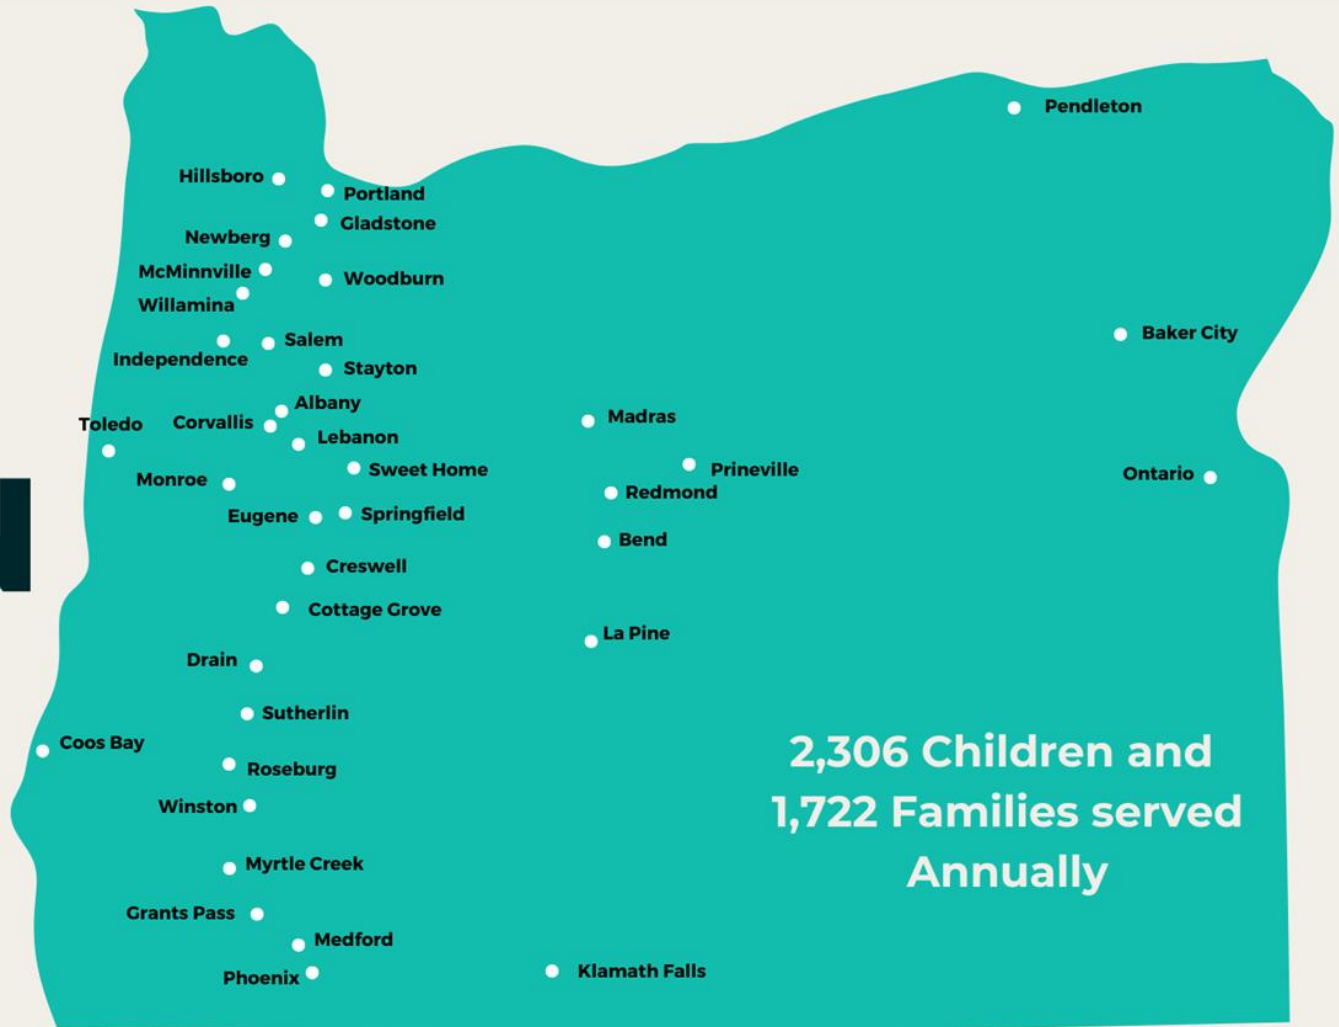 Pendleton
Hillsboro
Portland
Gladstone
Newberg
McMinnville
Woodburn
Willamina
Baker City
Salem
Independence
Stayton
Albany
Madras
Corvallis
Toledo
Lebanon
Sweet Home
Prineville
Ontario
Monroe
Redmond
Eugene
Springfield
Bend
Creswell
Cottage Grove
La Pine
Drain
Sutherlin
Coos Bay
Roseburg
Winston
2,306 Children and
1,722 Families served
Annually
Myrtle Creek
Grants Pass
Medford
Phoenix
Klamath Falls